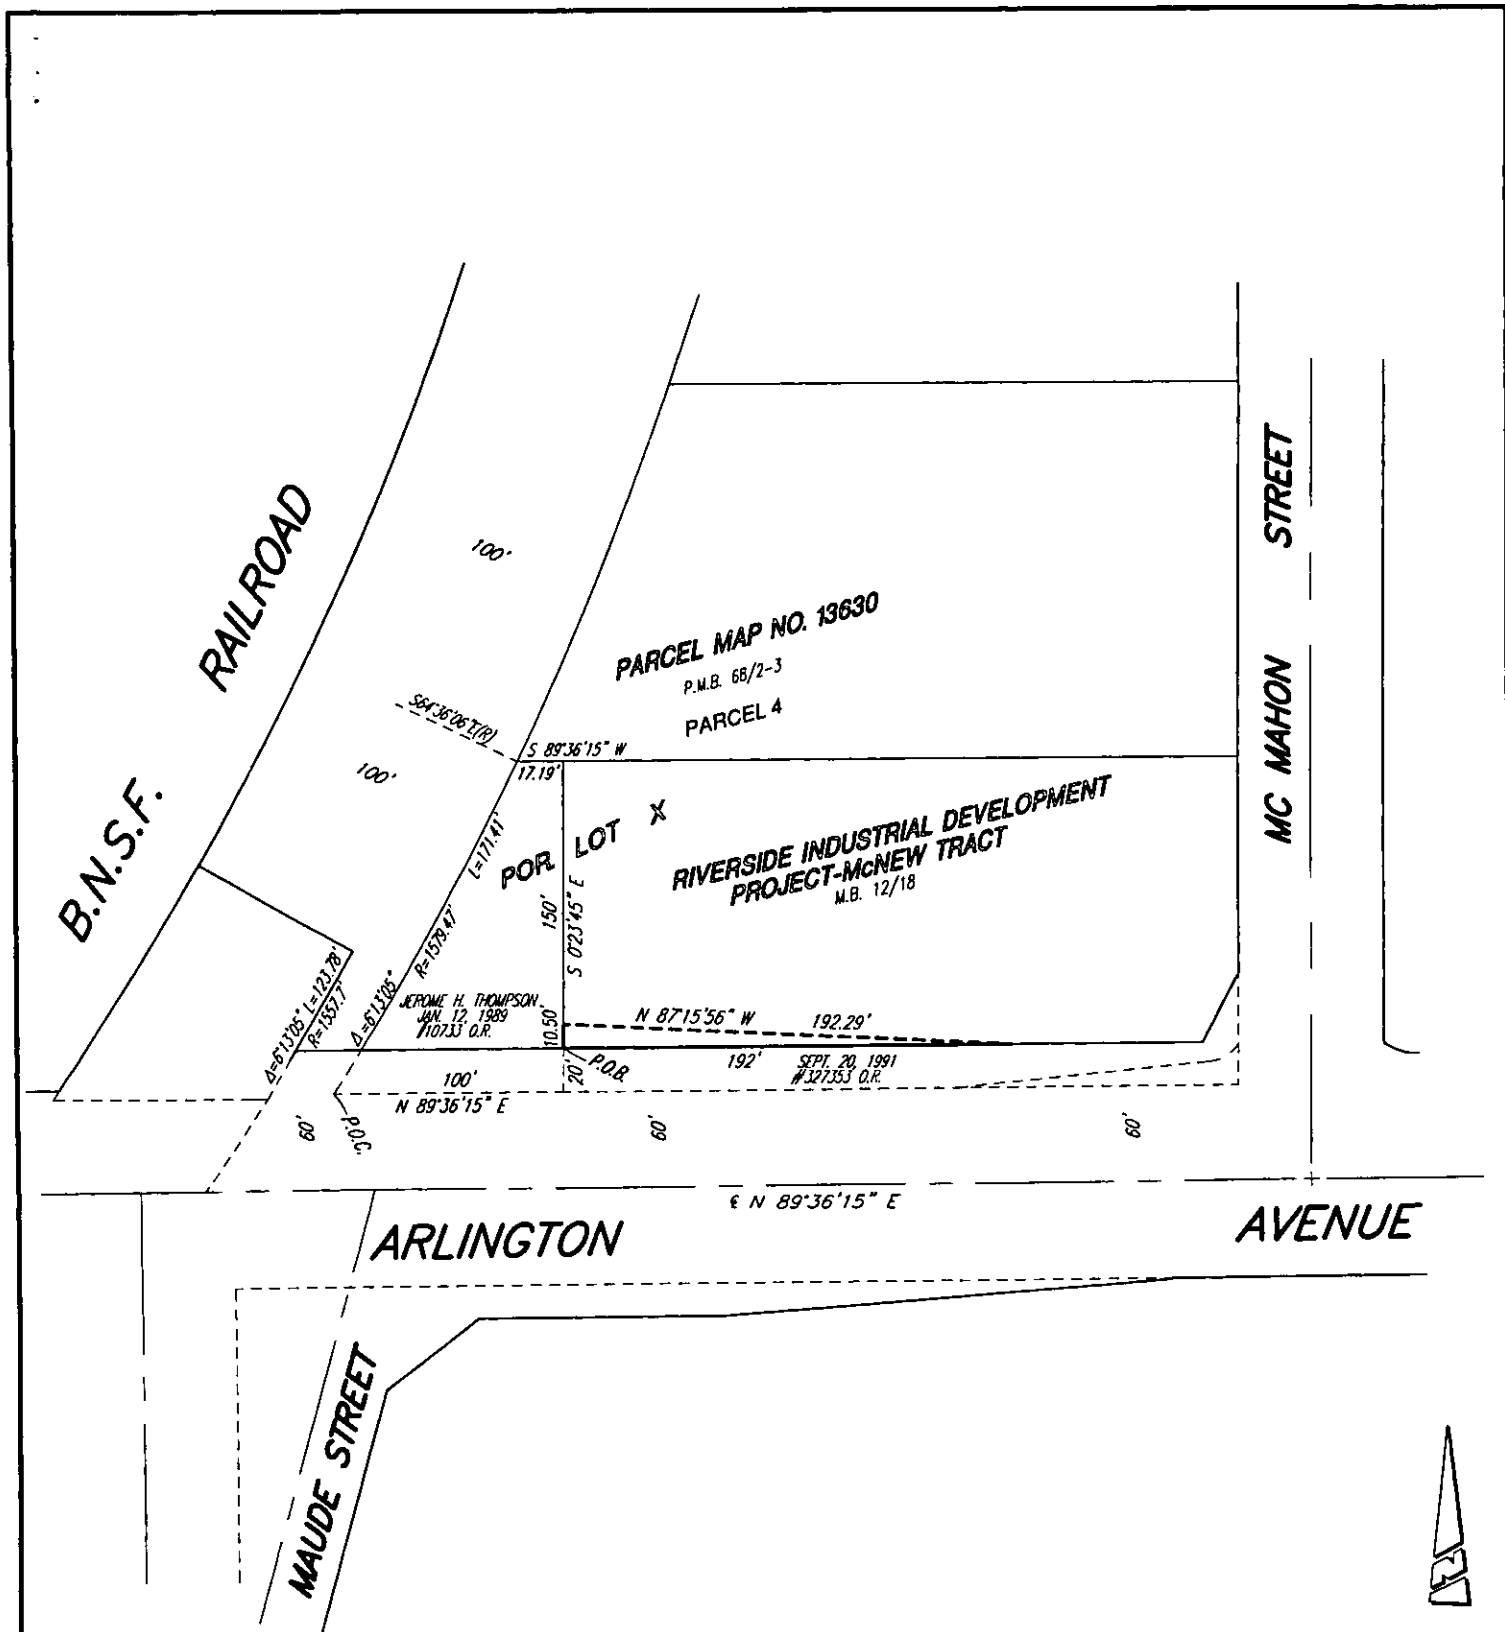 B.N.S.F. RAILROAD
100'
100'
S64°36'06"E(R)
PARCEL MAP NO. 13630
P.M.B. 68/2-3
PARCEL 4
MC MAHON STREET
S 89°36'15" W
17.19'
POR. LOT X
RIVERSIDE INDUSTRIAL DEVELOPMENT
PROJECT-McNEW TRACT
M.B. 12/18
L=171.41'
R=1579.47'
Δ=6°13'05"
150'
S 0°23'45" E
Δ=6°13'05" L=123.78'
R=1557.7'
JEROME H. THOMPSON
JAN. 12, 1989
#10733 O.R.
10.50'
N 87°15'56" W 192.29'
P.O.B.
192'
SEPT. 20, 1991
#327353 O.R.
20'
100'
N 89°36'15" E
P.O.C.
60'
60'
60'
℄ N 89°36'15" E
ARLINGTON AVENUE
MAUDE STREET
N